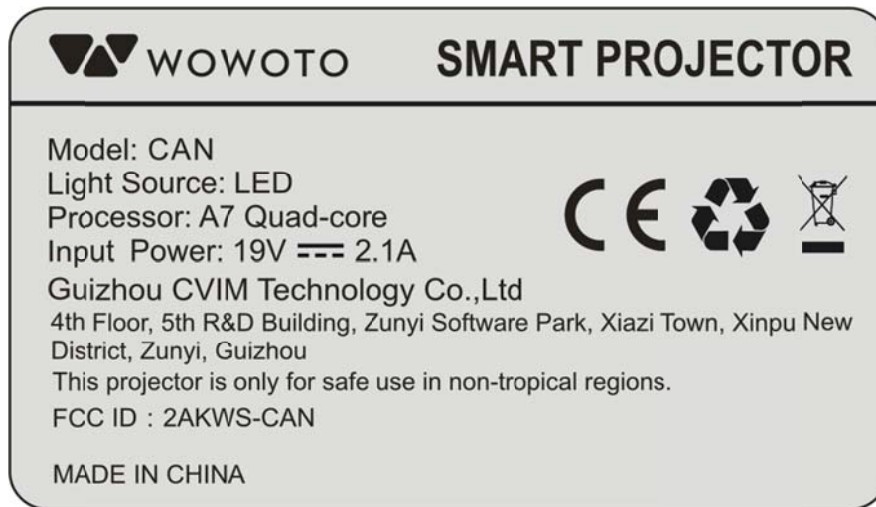 WOWOTO SMART PROJECTOR
Model: CAN
Light Source: LED
Processor: A7 Quad-core
Input Power: 19V ⎓ 2.1A
Guizhou CVIM Technology Co.,Ltd
4th Floor, 5th R&D Building, Zunyi Software Park, Xiazi Town, Xinpu New
District, Zunyi, Guizhou
This projector is only for safe use in non-tropical regions.
FCC ID : 2AKWS-CAN
MADE IN CHINA
CE